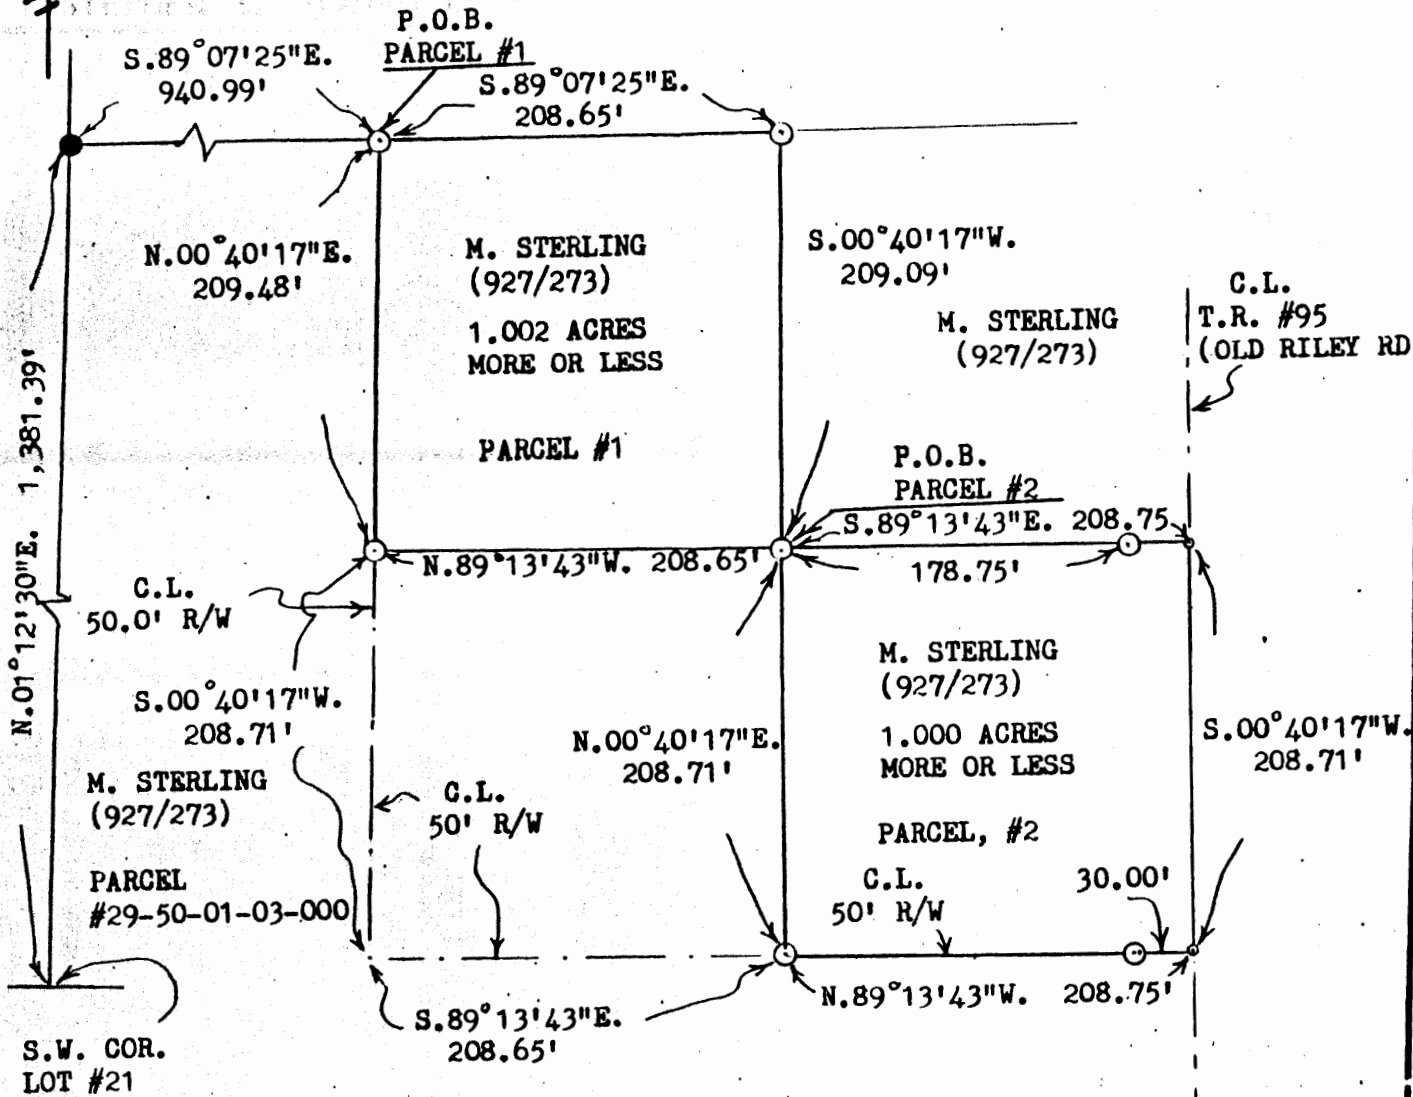 P.O.B.
PARCEL #1
S.89°07'25"E.
940.99'
S.89°07'25"E.
208.65'
N.00°40'17"E.
209.48'
M. STERLING
(927/273)
1.002 ACRES
MORE OR LESS
PARCEL #1
S.00°40'17"W.
209.09'
M. STERLING
(927/273)
C.L.
T.R. #95
(OLD RILEY RD
N.01°12'30"E. 1,381.39'
P.O.B.
PARCEL #2
S.89°13'43"E. 208.75
178.75'
N.89°13'43"W. 208.65'
C.L.
50.0' R/W
S.00°40'17"W.
208.71'
M. STERLING
(927/273)
PARCEL
#29-50-01-03-000
C.L.
50' R/W
N.00°40'17"E.
208.71'
M. STERLING
(927/273)
1.000 ACRES
MORE OR LESS
PARCEL, #2
S.00°40'17"W.
208.71'
C.L.
50' R/W
30.00'
N.89°13'43"W. 208.75'
S.89°13'43"E.
208.65'
S.W. COR.
LOT #21